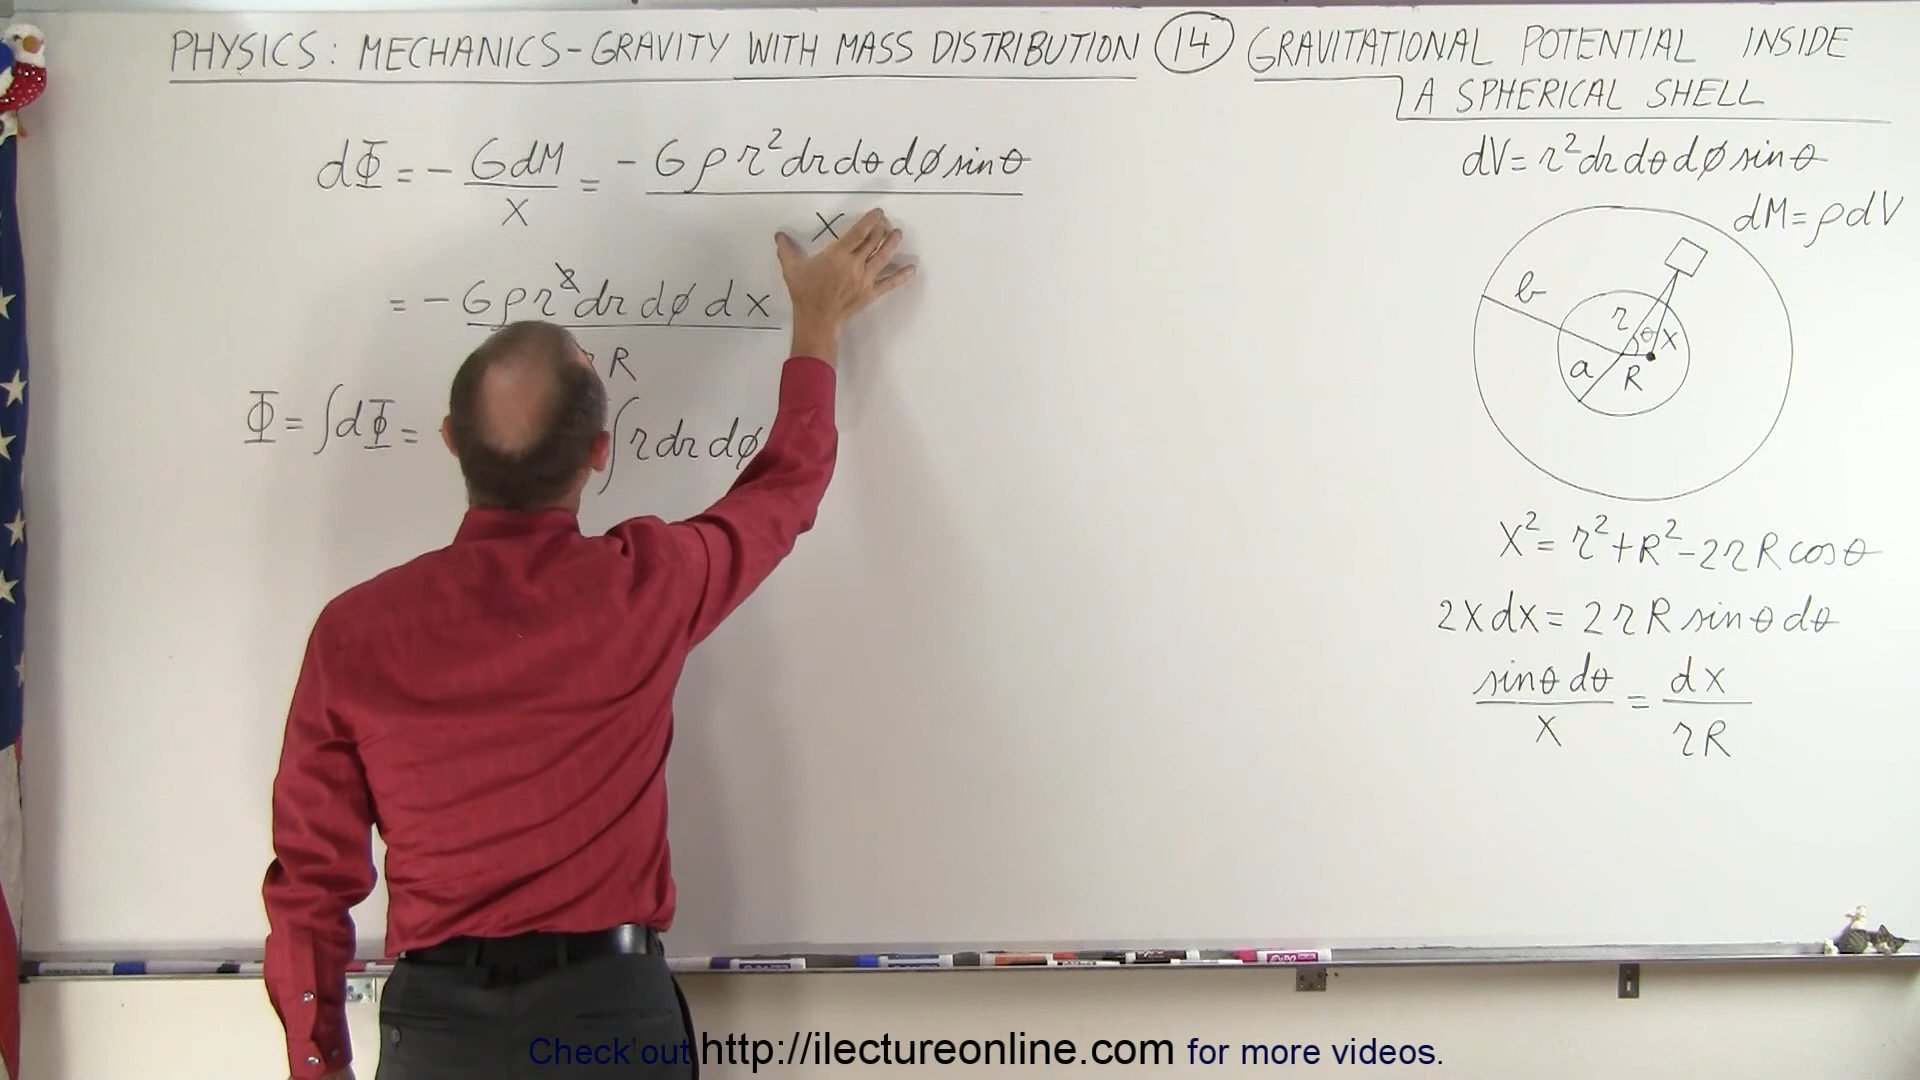 PHYSICS: MECHANICS-GRAVITY WITH MASS DISTRIBUTION 14 GRAVITATIONAL POTENTIAL INSIDE
A SPHERICAL SHELL
dΦ = - GdM/x = -Gρr²drdθdφsinθ/x
= -Gρr²drdφdx/rR
Φ = ∫dΦ = ∫rdrdφ
dV = r²drdθdφsinθ
dM = ρdV
b
r
θ
x
a
R
x² = r²+R²-2rRcosθ
2xdx = 2rRsinθdθ
sinθdθ/x = dx/rR
Check out http://ilectureonline.com for more videos.